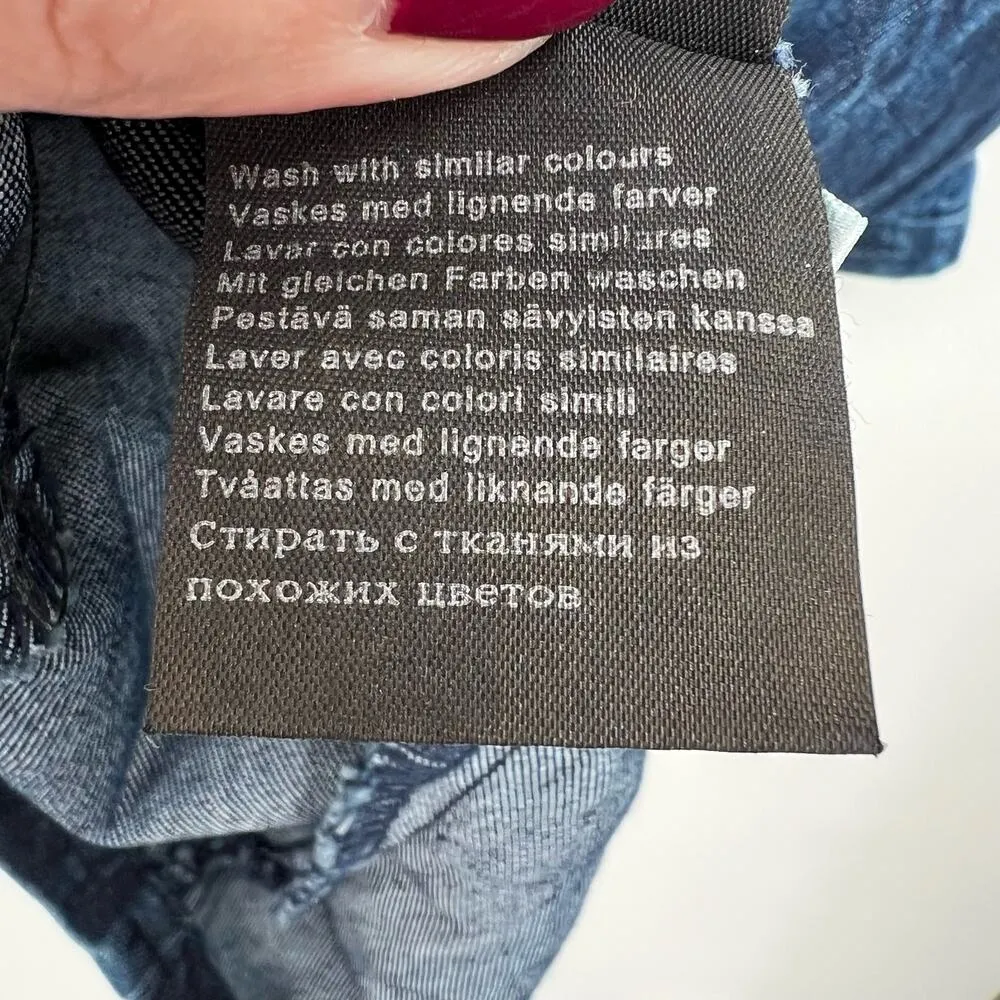 Wash with similar colours
Vaskes med lignende farver
Lavar con colores similares
Mit gleichen Farben waschen
Pestävä saman sävyisten kanssa
Laver avec coloris similaires
Lavare con colori simili
Vaskes med lignende farger
Tvåattas med liknande färger
Стирать с тканями из
похожих цветов